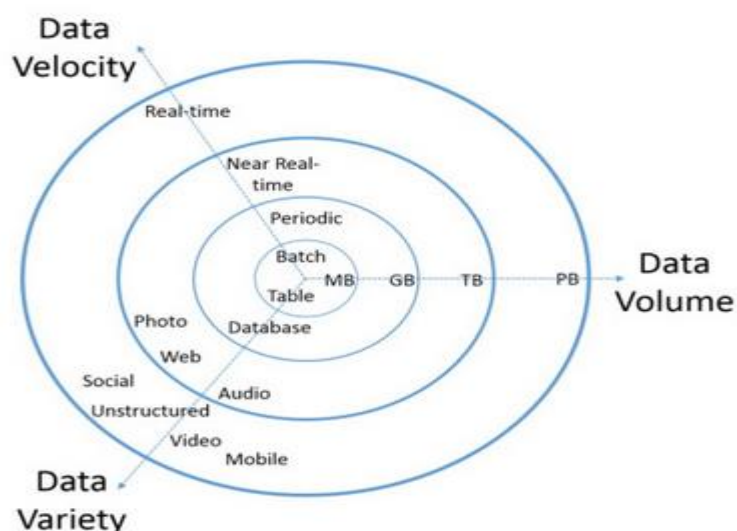 Data
Velocity
Real-time
Near Real-
time
Periodic
Batch
MB
GB
TB
PB
Data
Volume
Table
Database
Photo
Web
Audio
Social
Unstructured
Video
Mobile
Data
Variety